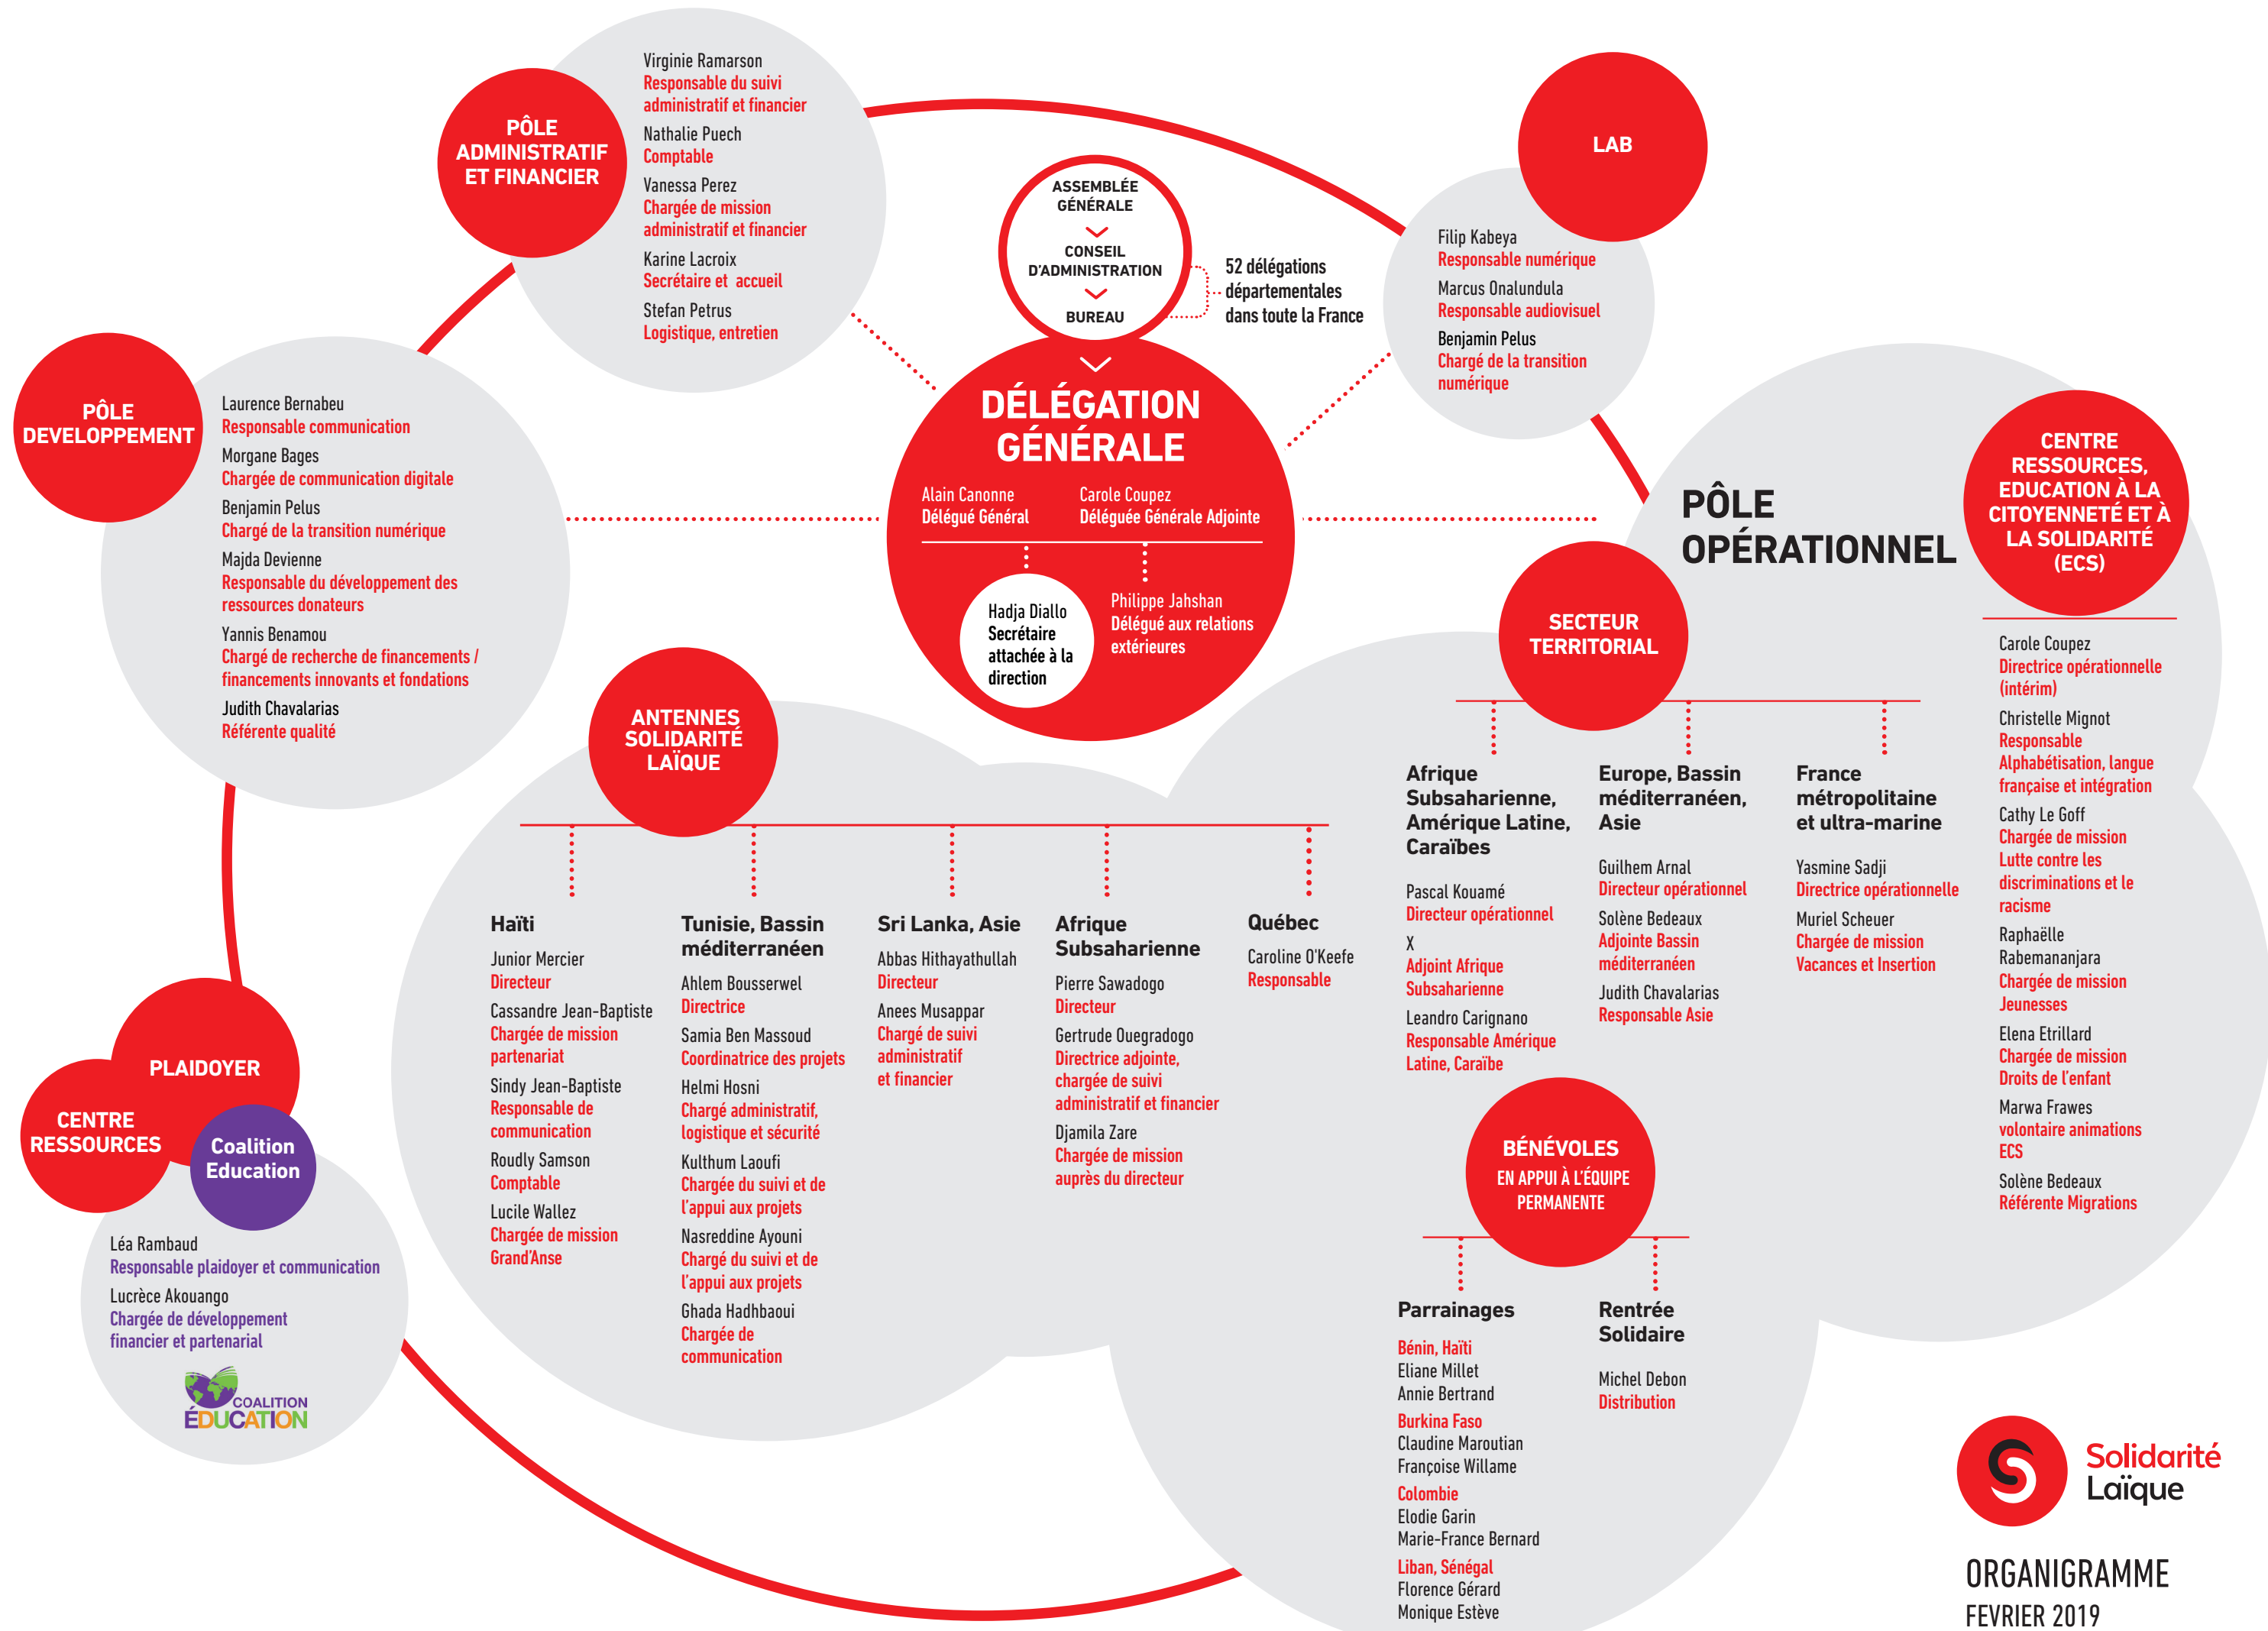 PÔLE
ADMINISTRATIF
ET FINANCIER
Virginie Ramarson
Responsable du suivi
administratif et financier
Nathalie Puech
Comptable
Vanessa Perez
Chargée de mission
administratif et financier
Karine Lacroix
Secrétaire et accueil
Stefan Petrus
Logistique, entretien
ASSEMBLÉE
GÉNÉRALE
CONSEIL
D'ADMINISTRATION
BUREAU
52 délégations
départementales
dans toute la France
LAB
Filip Kabeya
Responsable numérique
Marcus Onalundula
Responsable audiovisuel
Benjamin Pelus
Chargé de la transition
numérique
PÔLE
DEVELOPPEMENT
Laurence Bernabeu
Responsable communication
Morgane Bages
Chargée de communication digitale
Benjamin Pelus
Chargé de la transition numérique
Majda Devienne
Responsable du développement des
ressources donateurs
Yannis Benamou
Chargé de recherche de financements /
financements innovants et fondations
Judith Chavalarias
Référente qualité
DÉLÉGATION
GÉNÉRALE
Alain Canonne
Délégué Général
Carole Coupez
Déléguée Générale Adjointe
Hadja Diallo
Secrétaire
attachée à la
direction
Philippe Jahshan
Délégué aux relations
extérieures
PÔLE
OPÉRATIONNEL
CENTRE
RESSOURCES,
EDUCATION À LA
CITOYENNETÉ ET À
LA SOLIDARITÉ
(ECS)
Carole Coupez
Directrice opérationnelle
(intérim)
Christelle Mignot
Responsable
Alphabétisation, langue
française et intégration
Cathy Le Goff
Chargée de mission
Lutte contre les
discriminations et le
racisme
Raphaëlle
Rabemananjara
Chargée de mission
Jeunesses
Elena Etrillard
Chargée de mission
Droits de l'enfant
Marwa Frawes
volontaire animations
ECS
Solène Bedeaux
Référente Migrations
SECTEUR
TERRITORIAL
Afrique
Subsaharienne,
Amérique Latine,
Caraïbes
Pascal Kouamé
Directeur opérationnel
X
Adjoint Afrique
Subsaharienne
Leandro Carignano
Responsable Amérique
Latine, Caraïbe
Europe, Bassin
méditerranéen,
Asie
Guilhem Arnal
Directeur opérationnel
Solène Bedeaux
Adjointe Bassin
méditerranéen
Judith Chavalarias
Responsable Asie
France
métropolitaine
et ultra-marine
Yasmine Sadji
Directrice opérationnelle
Muriel Scheuer
Chargée de mission
Vacances et Insertion
ANTENNES
SOLIDARITÉ
LAÏQUE
Haïti
Junior Mercier
Directeur
Cassandre Jean-Baptiste
Chargée de mission
partenariat
Sindy Jean-Baptiste
Responsable de
communication
Roudly Samson
Comptable
Lucile Wallez
Chargée de mission
Grand'Anse
Tunisie, Bassin
méditerranéen
Ahlem Bousserwel
Directrice
Samia Ben Massoud
Coordinatrice des projets
Helmi Hosni
Chargé administratif,
logistique et sécurité
Kulthum Laoufi
Chargée du suivi et de
l'appui aux projets
Nasreddine Ayouni
Chargé du suivi et de
l'appui aux projets
Ghada Hadhbaoui
Chargée de
communication
Sri Lanka, Asie
Abbas Hithayathullah
Directeur
Anees Musappar
Chargé de suivi
administratif
et financier
Afrique
Subsaharienne
Pierre Sawadogo
Directeur
Gertrude Ouegradogo
Directrice adjointe,
chargée de suivi
administratif et financier
Djamila Zare
Chargée de mission
auprès du directeur
Québec
Caroline O'Keefe
Responsable
PLAIDOYER
CENTRE
RESSOURCES
Coalition
Education
Léa Rambaud
Responsable plaidoyer et communication
Lucrèce Akouango
Chargée de développement
financier et partenarial
COALITION
ÉDUCATION
BÉNÉVOLES
EN APPUI À L'ÉQUIPE
PERMANENTE
Parrainages
Bénin, Haïti
Eliane Millet
Annie Bertrand
Burkina Faso
Claudine Maroutian
Françoise Willame
Colombie
Elodie Garin
Marie-France Bernard
Liban, Sénégal
Florence Gérard
Monique Estève
Rentrée
Solidaire
Michel Debon
Distribution
Solidarité
Laïque
ORGANIGRAMME
FEVRIER 2019